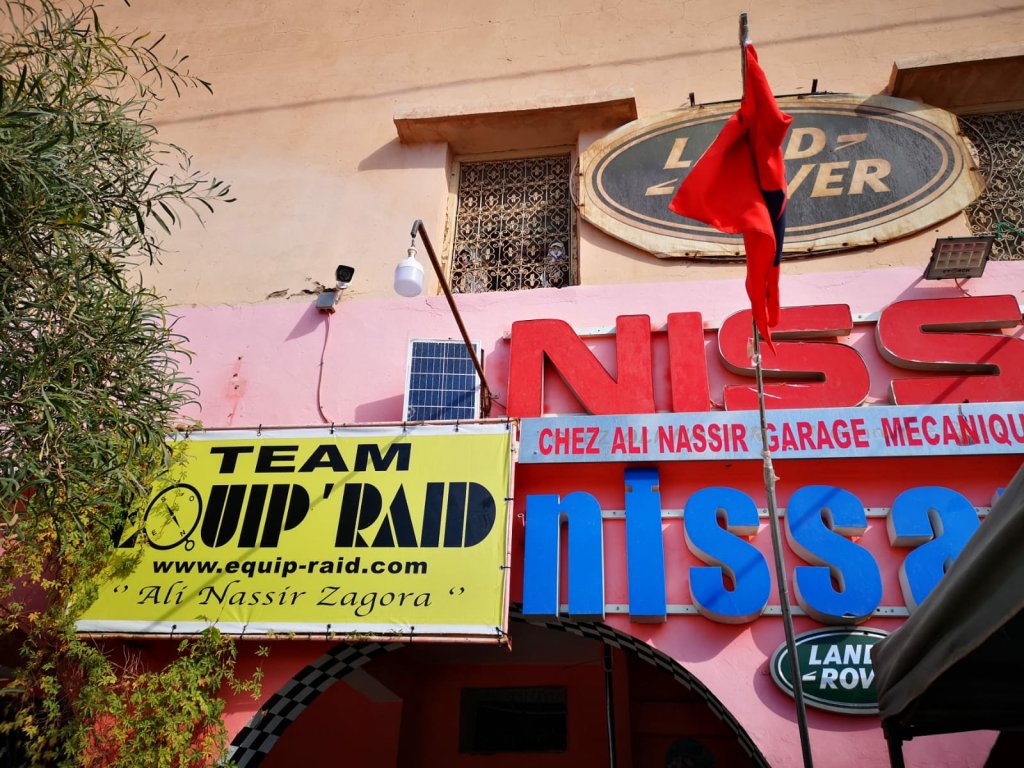 LAND
ROVER
NISS
CHEZ ALI NASSIR GARAGE MECANIQU
TEAM
EQUIP'RAID
www.equip-raid.com
‘’ Ali Nassir Zagora ‘’
nissa
LAND
ROV